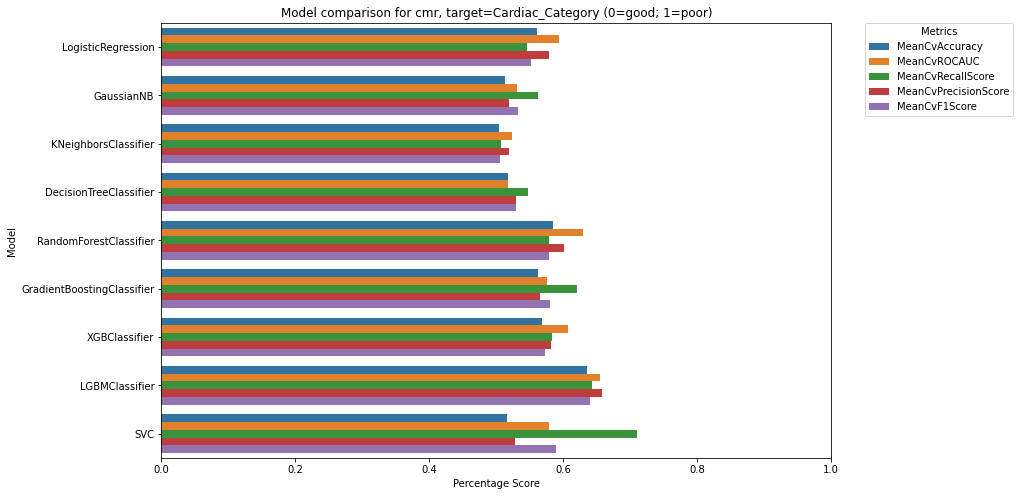 Model comparison for cmr, target=Cardiac_Category (0=good; 1=poor)
Metrics
MeanCvAccuracy
MeanCvROCAUC
MeanCvRecallScore
MeanCvPrecisionScore
MeanCvF1Score
Model
LogisticRegression
GaussianNB
KNeighborsClassifier
DecisionTreeClassifier
RandomForestClassifier
GradientBoostingClassifier
XGBClassifier
LGBMClassifier
SVC
0.0 0.2 0.4 0.6 0.8 1.0
Percentage Score